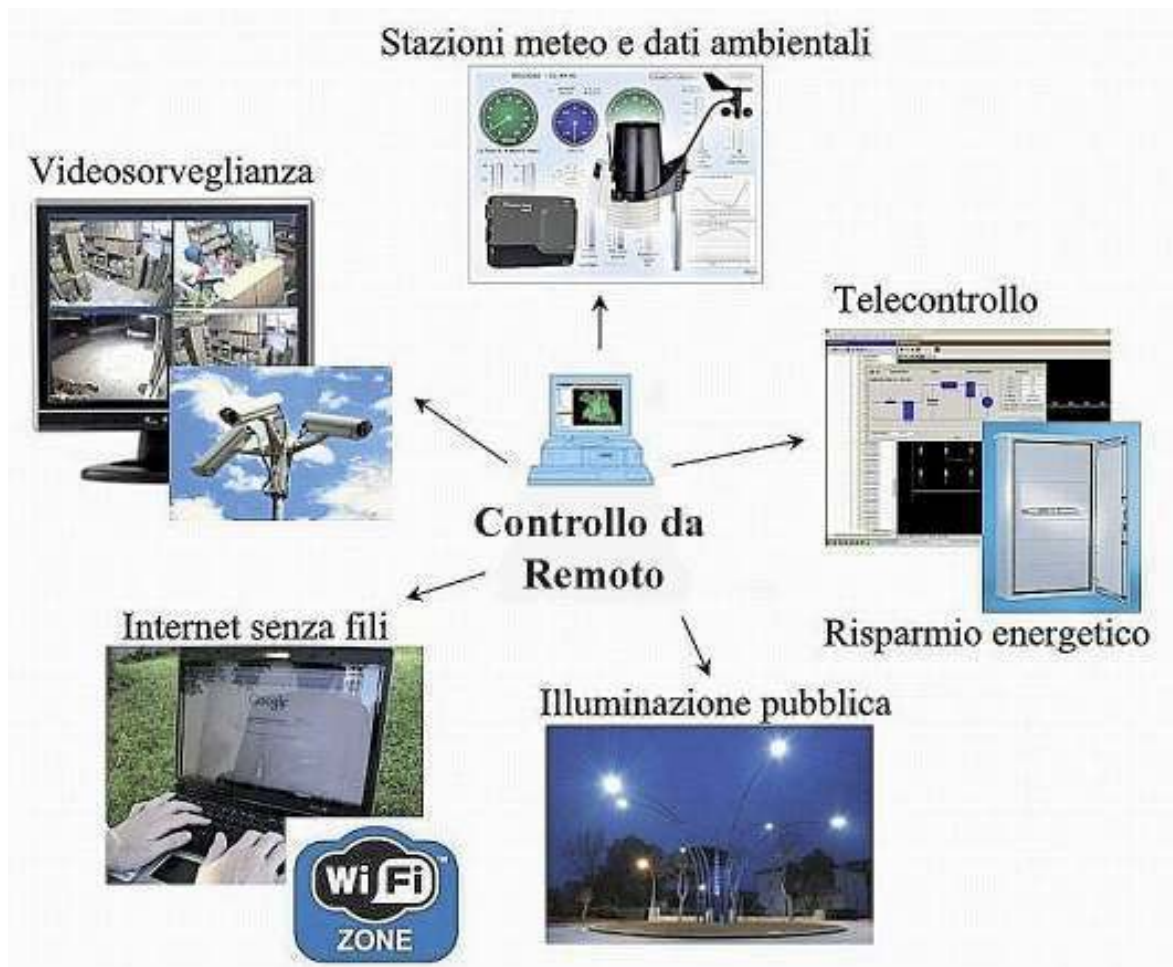 Stazioni meteo e dati ambientali
Videosorveglianza
Telecontrollo
Controllo da
Remoto
Risparmio energetico
Internet senza fili
Google
Illuminazione pubblica
Wi Fi
ZONE